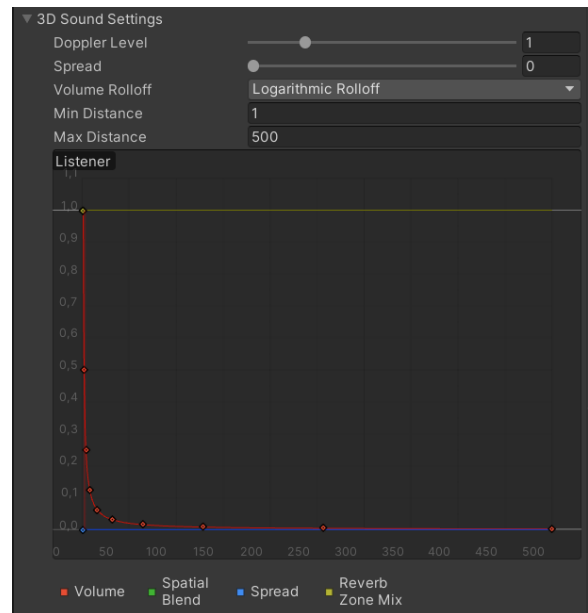 3D Sound Settings
Doppler Level 1
Spread 0
Volume Rolloff Logarithmic Rolloff
Min Distance 1
Max Distance 500
Listener
1,1
1,0
0,9
0,8
0,7
0,6
0,5
0,4
0,3
0,2
0,1
0,0
0 50 100 150 200 250 300 350 400 450 500
Volume Spatial Blend Spread Reverb Zone Mix